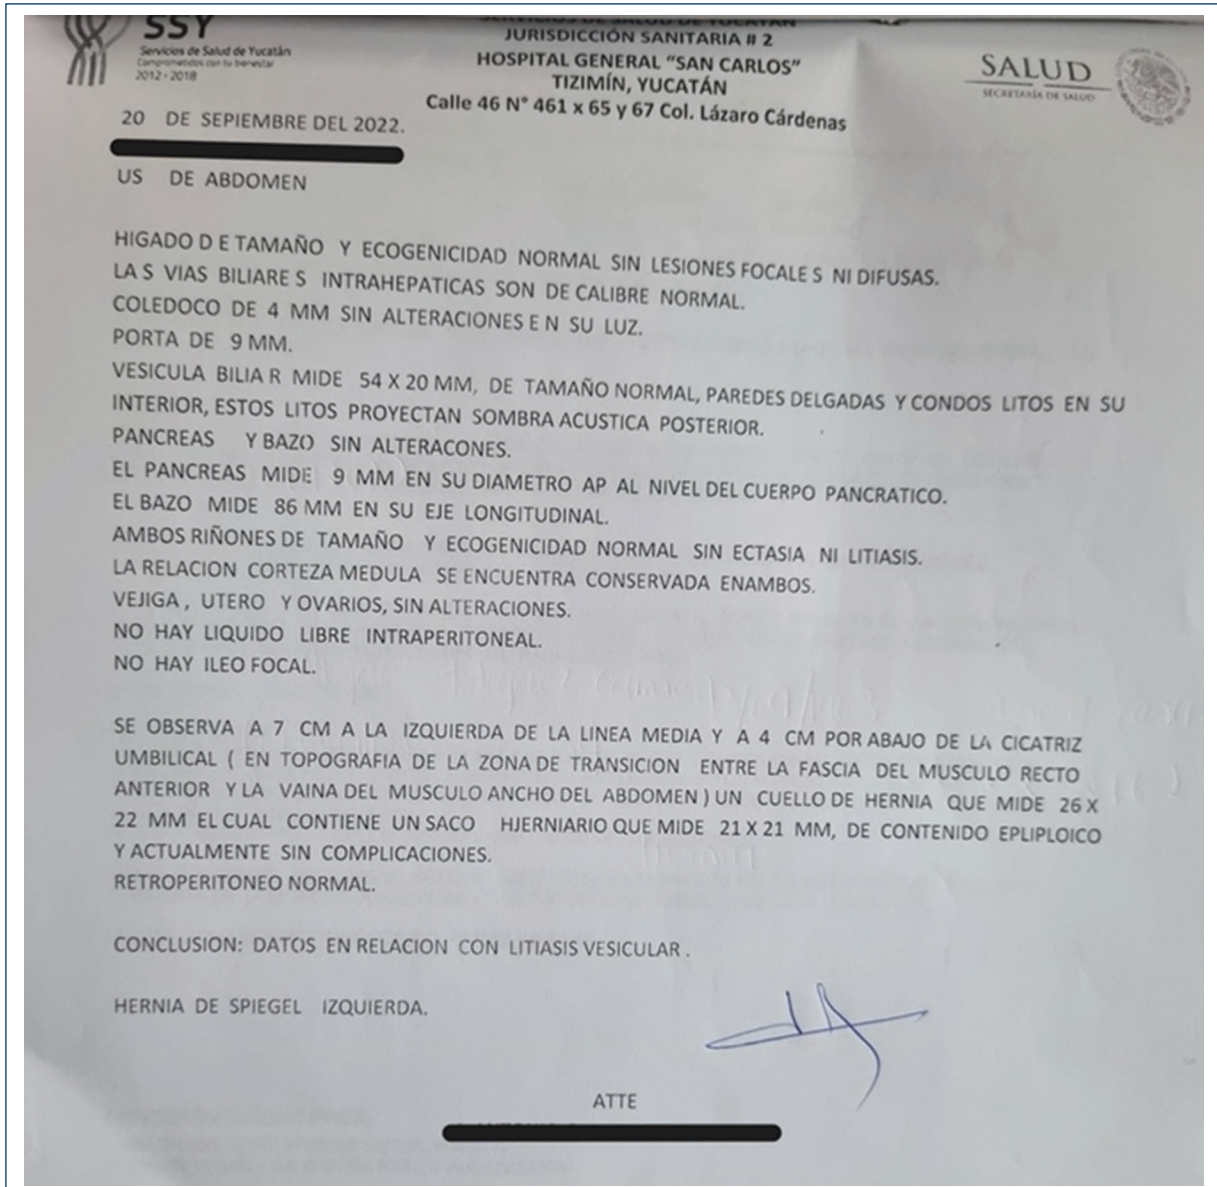 SSY
Servicios de Salud de Yucatán
Comprometidos con tu bienestar
2012 - 2018
SERVICIOS DE SALUD DE YUCATAN
JURISDICCIÓN SANITARIA # 2
HOSPITAL GENERAL "SAN CARLOS"
TIZIMÍN, YUCATÁN
Calle 46 N° 461 x 65 y 67 Col. Lázaro Cárdenas
SALUD
SECRETARÍA DE SALUD
20 DE SEPIEMBRE DEL 2022.
US DE ABDOMEN
HIGADO D E TAMAÑO Y ECOGENICIDAD NORMAL SIN LESIONES FOCALE S NI DIFUSAS.
LA S VIAS BILIARE S INTRAHEPATICAS SON DE CALIBRE NORMAL.
COLEDOCO DE 4 MM SIN ALTERACIONES E N SU LUZ.
PORTA DE 9 MM.
VESICULA BILIA R MIDE 54 X 20 MM, DE TAMAÑO NORMAL, PAREDES DELGADAS Y CONDOS LITOS EN SU
INTERIOR, ESTOS LITOS PROYECTAN SOMBRA ACUSTICA POSTERIOR.
PANCREAS Y BAZO SIN ALTERACONES.
EL PANCREAS MIDE 9 MM EN SU DIAMETRO AP AL NIVEL DEL CUERPO PANCRATICO.
EL BAZO MIDE 86 MM EN SU EJE LONGITUDINAL.
AMBOS RIÑONES DE TAMAÑO Y ECOGENICIDAD NORMAL SIN ECTASIA NI LITIASIS.
LA RELACION CORTEZA MEDULA SE ENCUENTRA CONSERVADA ENAMBOS.
VEJIGA , UTERO Y OVARIOS, SIN ALTERACIONES.
NO HAY LIQUIDO LIBRE INTRAPERITONEAL.
NO HAY ILEO FOCAL.
SE OBSERVA A 7 CM A LA IZQUIERDA DE LA LINEA MEDIA Y A 4 CM POR ABAJO DE LA CICATRIZ
UMBILICAL ( EN TOPOGRAFIA DE LA ZONA DE TRANSICION ENTRE LA FASCIA DEL MUSCULO RECTO
ANTERIOR Y LA VAINA DEL MUSCULO ANCHO DEL ABDOMEN ) UN CUELLO DE HERNIA QUE MIDE 26 X
22 MM EL CUAL CONTIENE UN SACO HJERNIARIO QUE MIDE 21 X 21 MM, DE CONTENIDO EPLIPLOICO
Y ACTUALMENTE SIN COMPLICACIONES.
RETROPERITONEO NORMAL.
CONCLUSION: DATOS EN RELACION CON LITIASIS VESICULAR .
HERNIA DE SPIEGEL IZQUIERDA.
ATTE